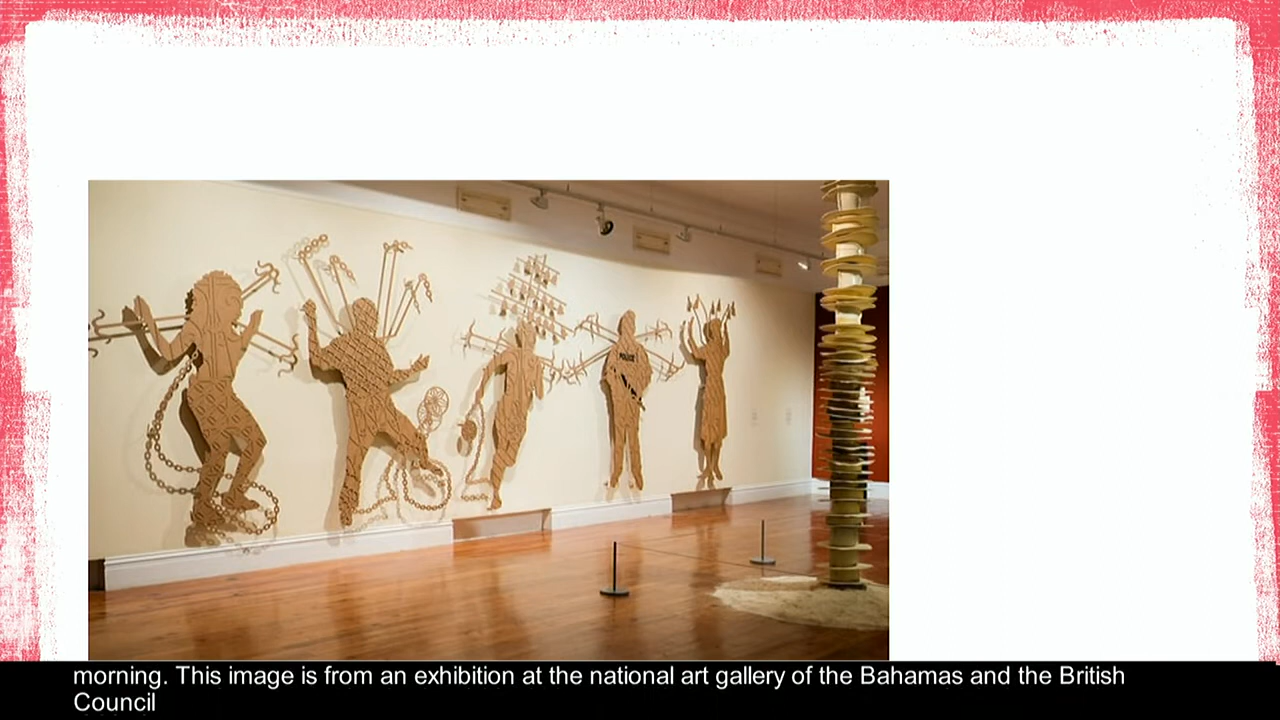 POLICE
morning. This image is from an exhibition at the national art gallery of the Bahamas and the British
Council